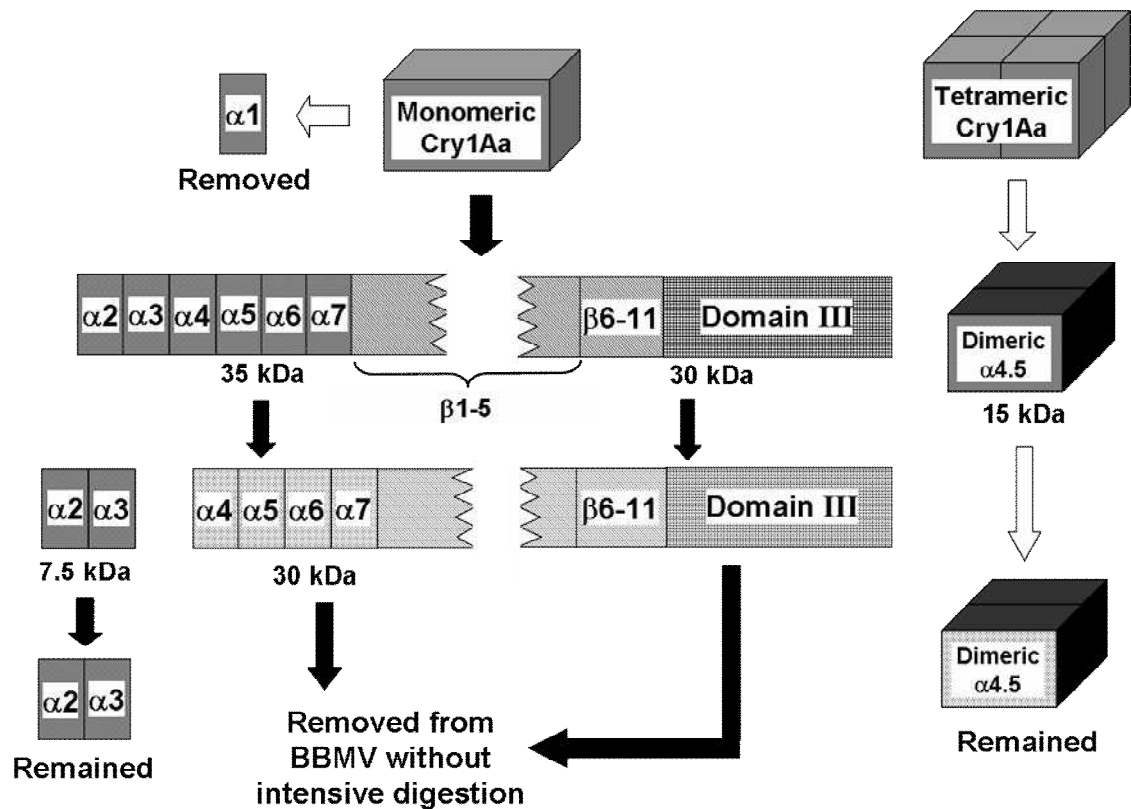 α1
Removed
Monomeric
Cry1Aa
Tetrameric
Cry1Aa
α2 α3 α4 α5 α6 α7
β6-11
Domain III
35 kDa
β1-5
30 kDa
Dimeric
α4.5
15 kDa
α2 α3
7.5 kDa
α4 α5 α6 α7
30 kDa
β6-11
Domain III
α2 α3
Remained
Removed from
BBMV without
intensive digestion
Dimeric
α4.5
Remained